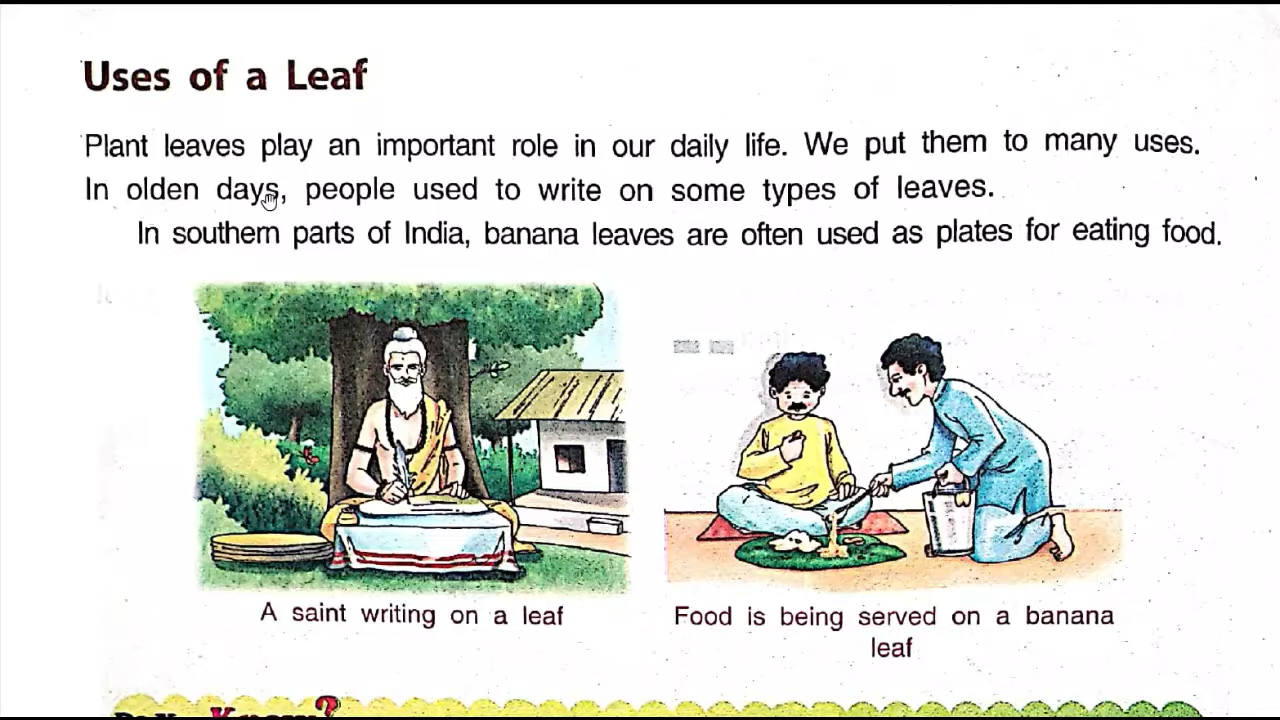 Uses of a Leaf
Plant leaves play an important role in our daily life. We put them to many uses.
In olden days, people used to write on some types of leaves.
In southern parts of India, banana leaves are often used as plates for eating food.
A saint writing on a leaf
Food is being served on a banana
leaf